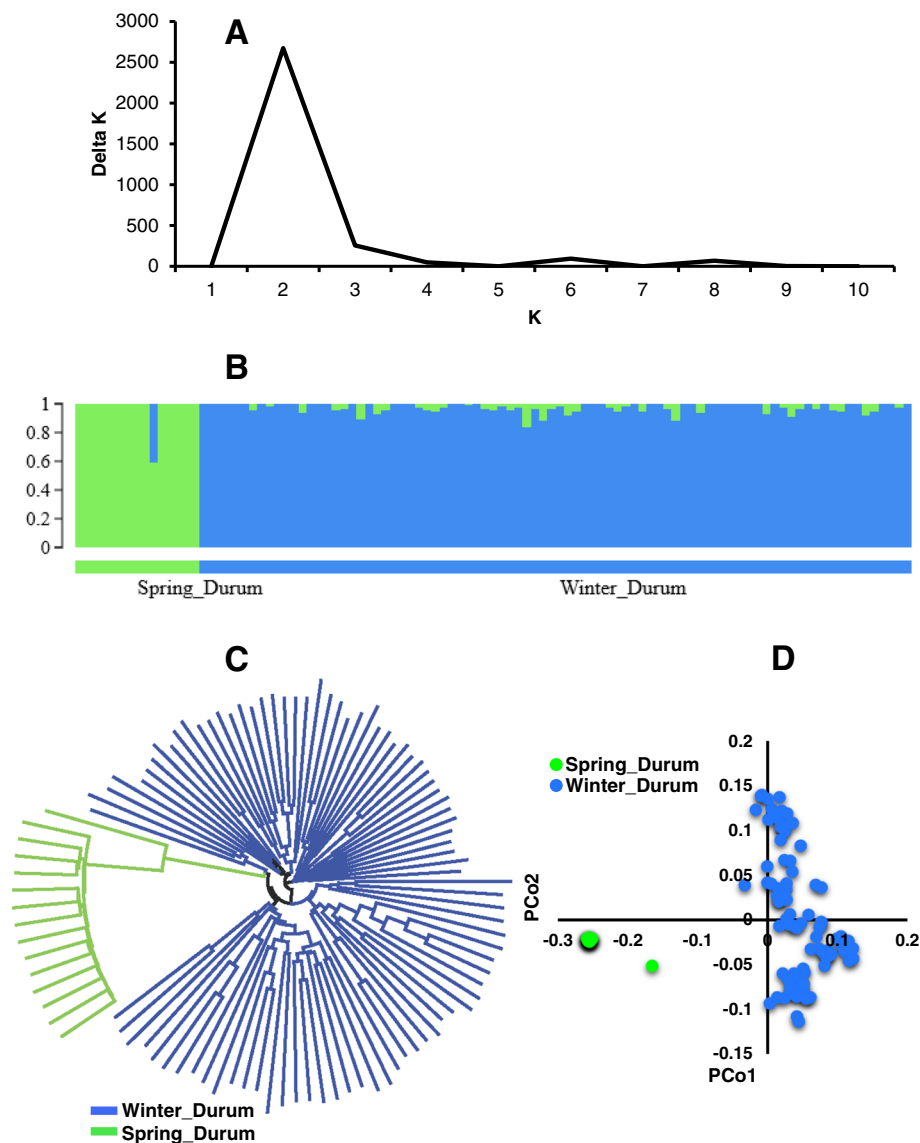 A
3000
2500
2000
1500
1000
500
0
Delta K
1 2 3 4 5 6 7 8 9 10
K
B
1
0.8
0.6
0.4
0.2
0
Spring_Durum Winter_Durum
C
Winter_Durum
Spring_Durum
D
Spring_Durum
Winter_Durum
0.2
0.15
0.1
0.05
0
-0.05
-0.1
-0.15
-0.3 -0.2 -0.1 0 0.1 0.2
PCo2
PCo1